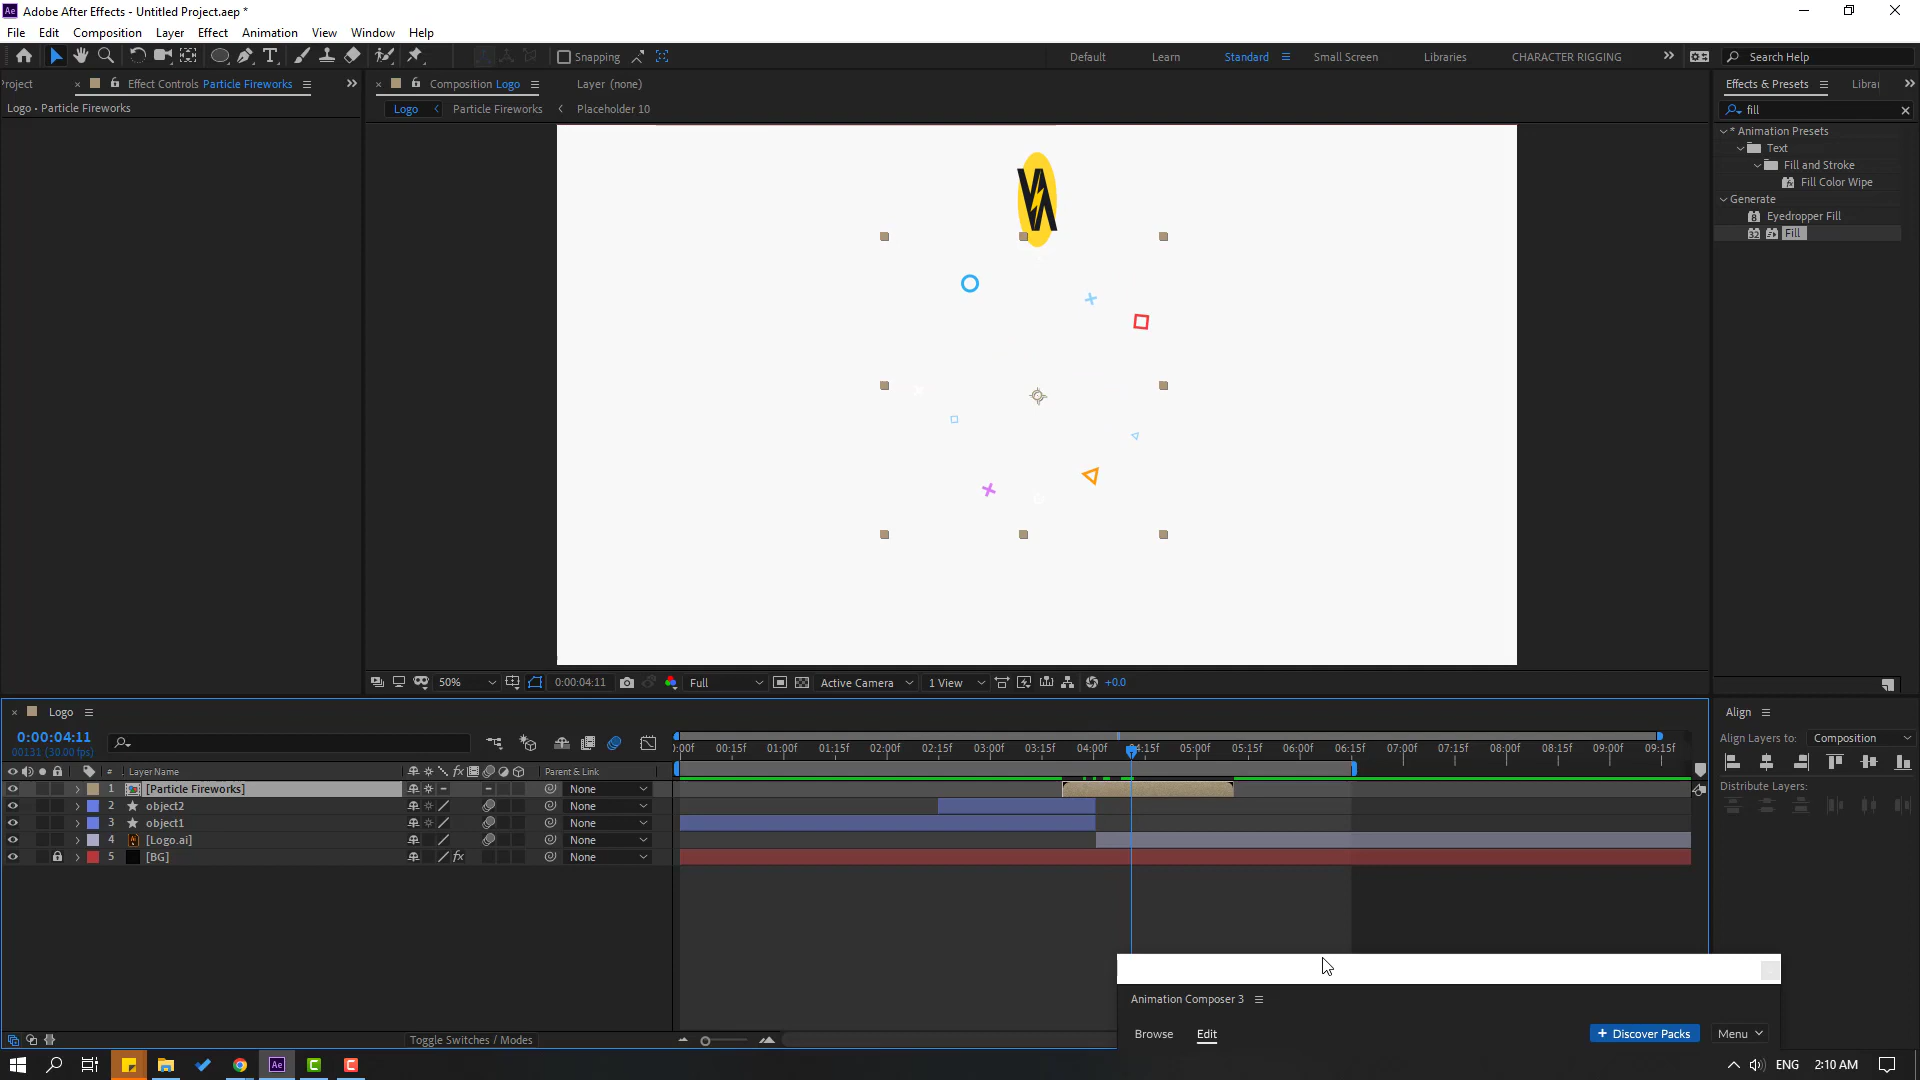 Ae Adobe After Effects - Untitled Project.aep *
File Edit Composition Layer Effect Animation View Window Help
Snapping Default Learn Standard Small Screen Libraries CHARACTER RIGGING Search Help
Project Effect Controls Particle Fireworks
Logo • Particle Fireworks
Composition Logo Layer (none)
Logo Particle Fireworks Placeholder 10
Effects & Presets Librar
fill
* Animation Presets
Text
Fill and Stroke
Fill Color Wipe
Generate
Eyedropper Fill
Fill
50% 0:00:04:11 Full Active Camera 1 View +0.0
Logo
0:00:04:11
00131 (30.00 fps)
# Layer Name Parent & Link
1 [Particle Fireworks] None
2 object2 None
3 object1 None
4 [Logo.ai] None
5 [BG] None
:00f 00:15f 01:00f 01:15f 02:00f 02:15f 03:00f 03:15f 04:00f 04:15f 05:00f 05:15f 06:00f 06:15f 07:00f 07:15f 08:00f 08:15f 09:00f 09:15f
Align
Align Layers to: Composition
Distribute Layers:
Toggle Switches / Modes
Animation Composer 3
Browse Edit + Discover Packs Menu
ENG 2:10 AM